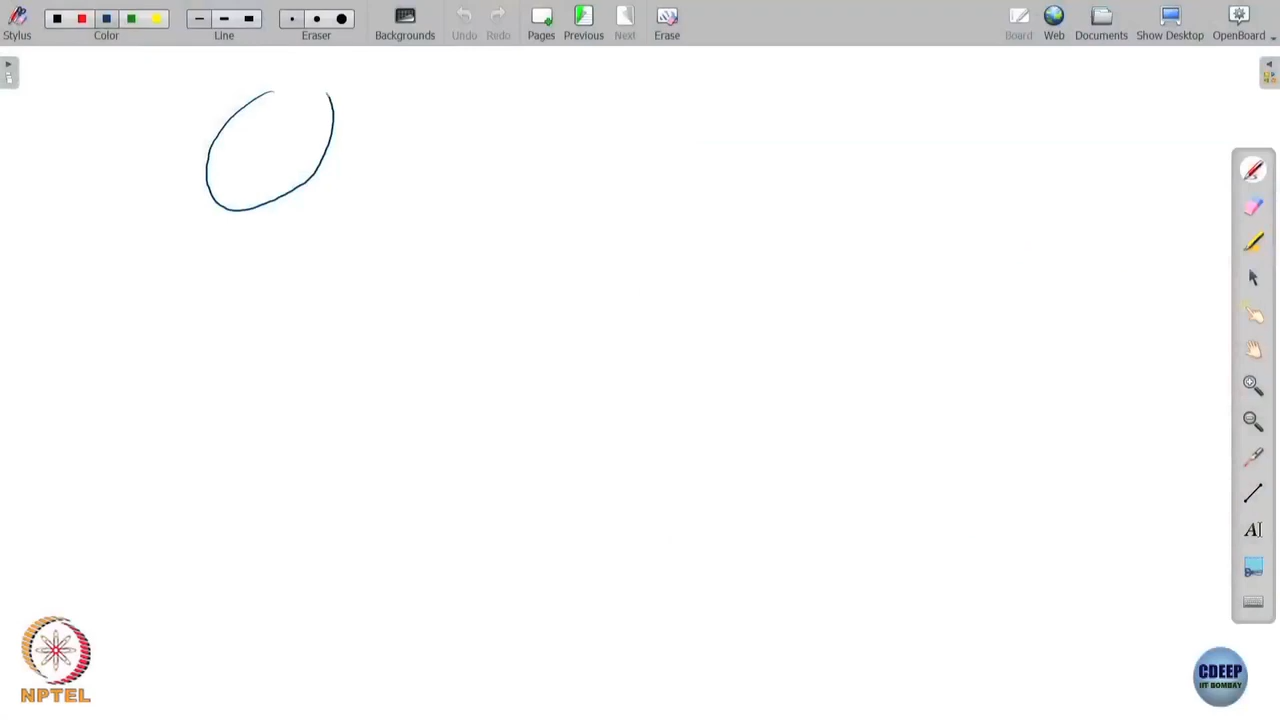 Stylus Color Line Eraser Backgrounds Undo Redo Pages Previous Next Erase Board Web Documents Show Desktop OpenBoard
AI
NPTEL
CDEEP
IIT BOMBAY